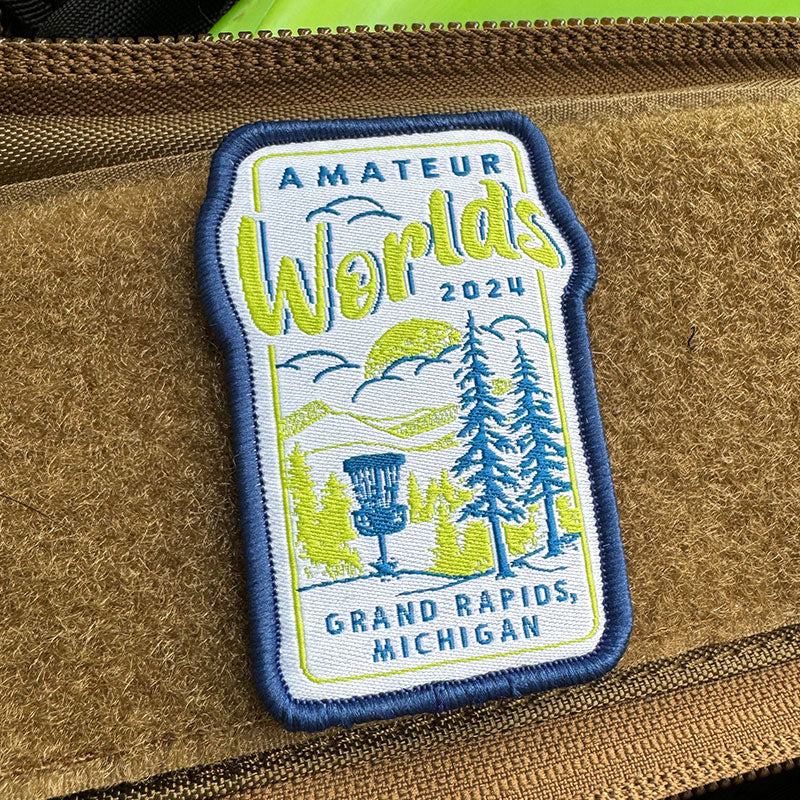 AMATEUR
Worlds
2024
GRAND RAPIDS,
MICHIGAN